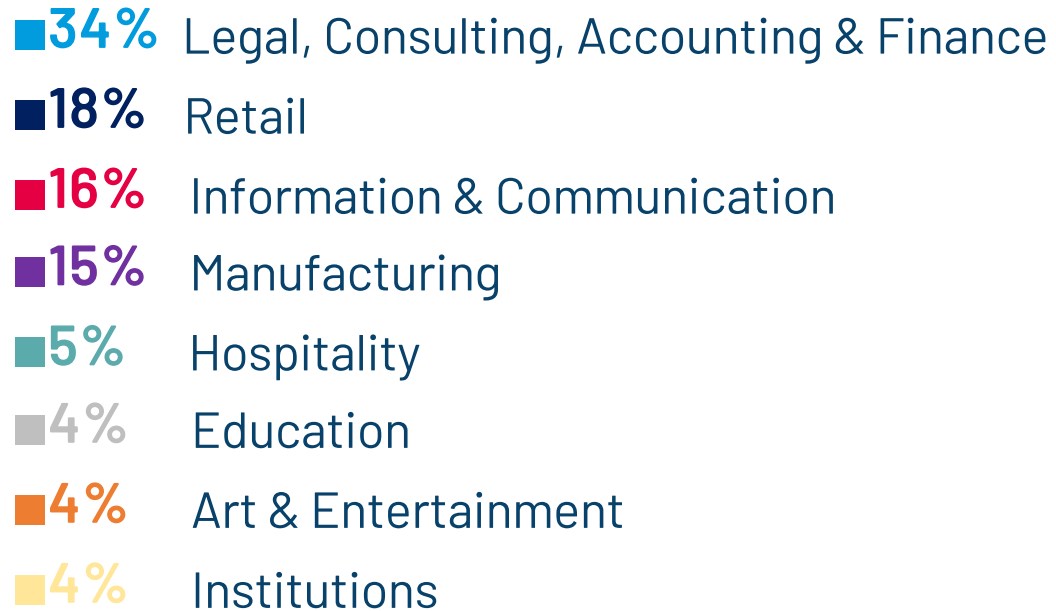 34% Legal, Consulting, Accounting & Finance
18% Retail
16% Information & Communication
15% Manufacturing
5% Hospitality
4% Education
4% Art & Entertainment
4% Institutions